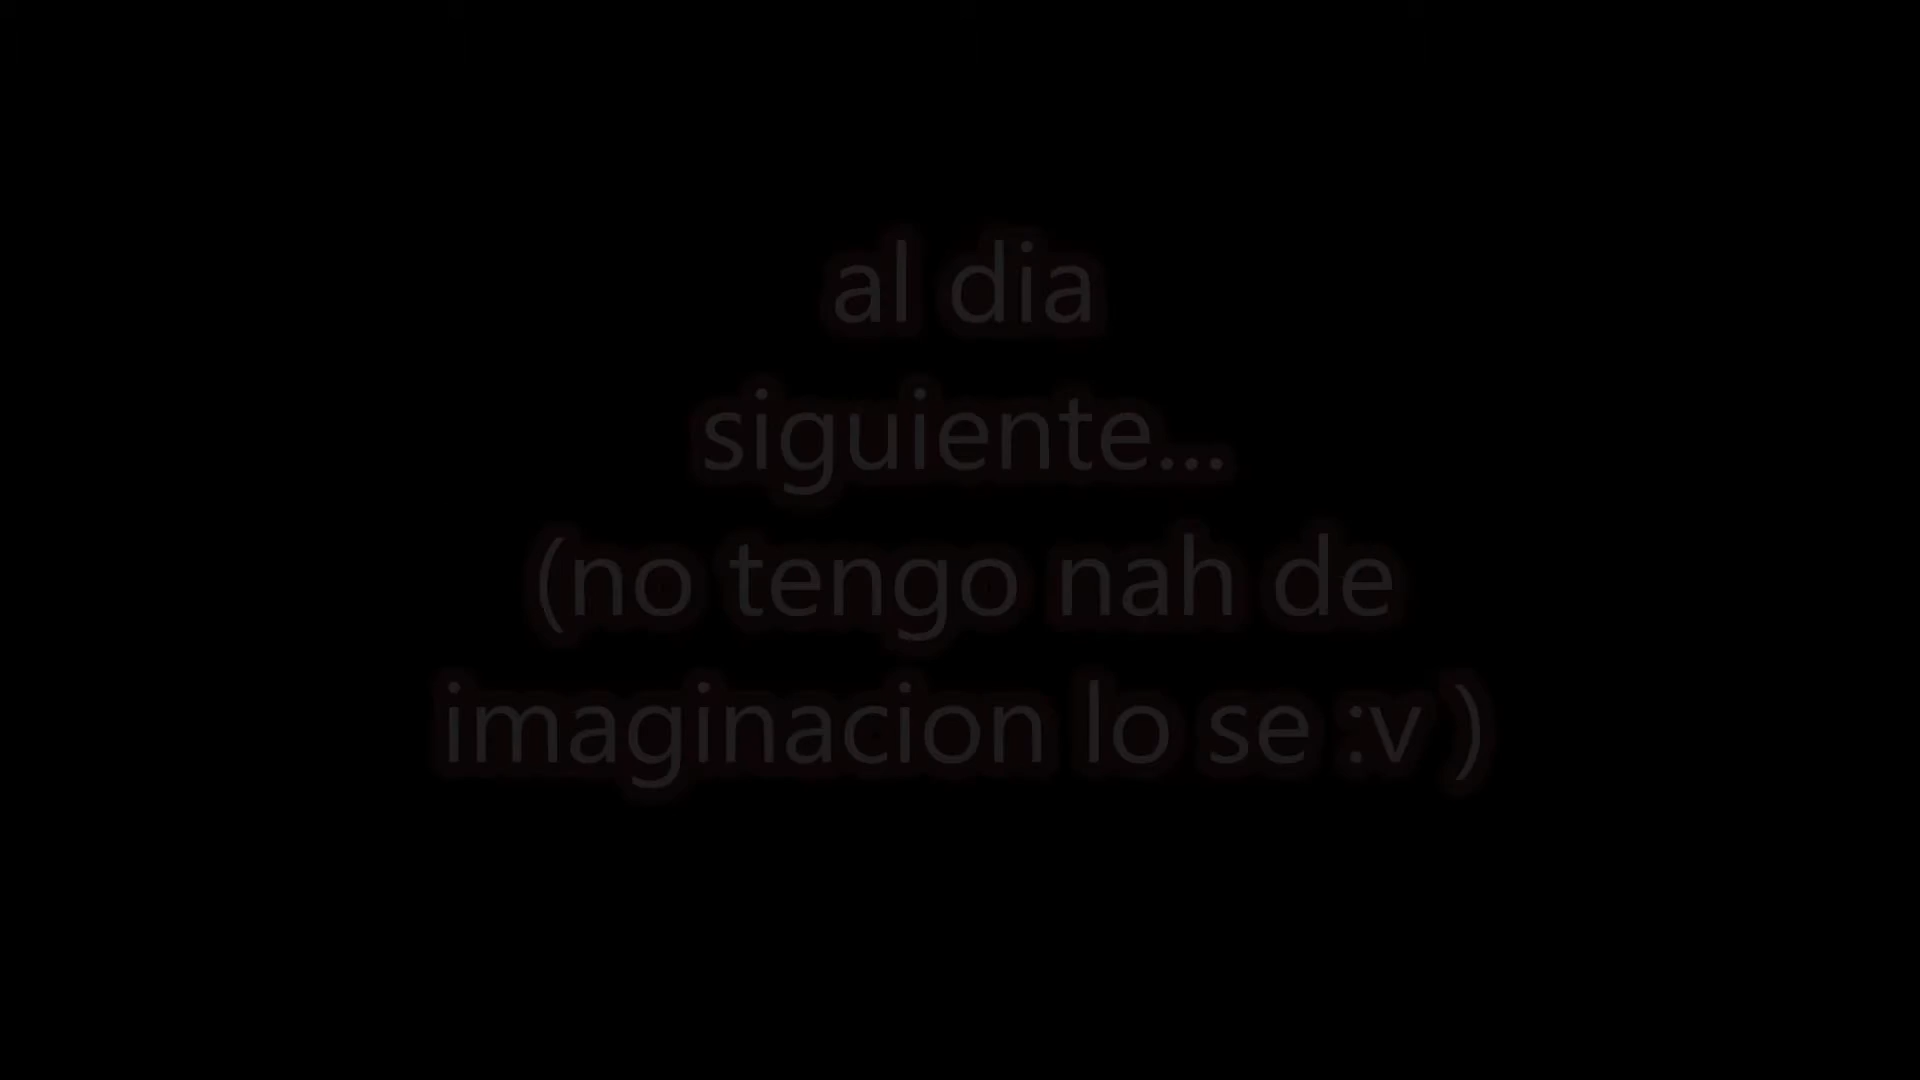 al dia
siguiente...
(no tengo nah de
imaginacion lo se :v )